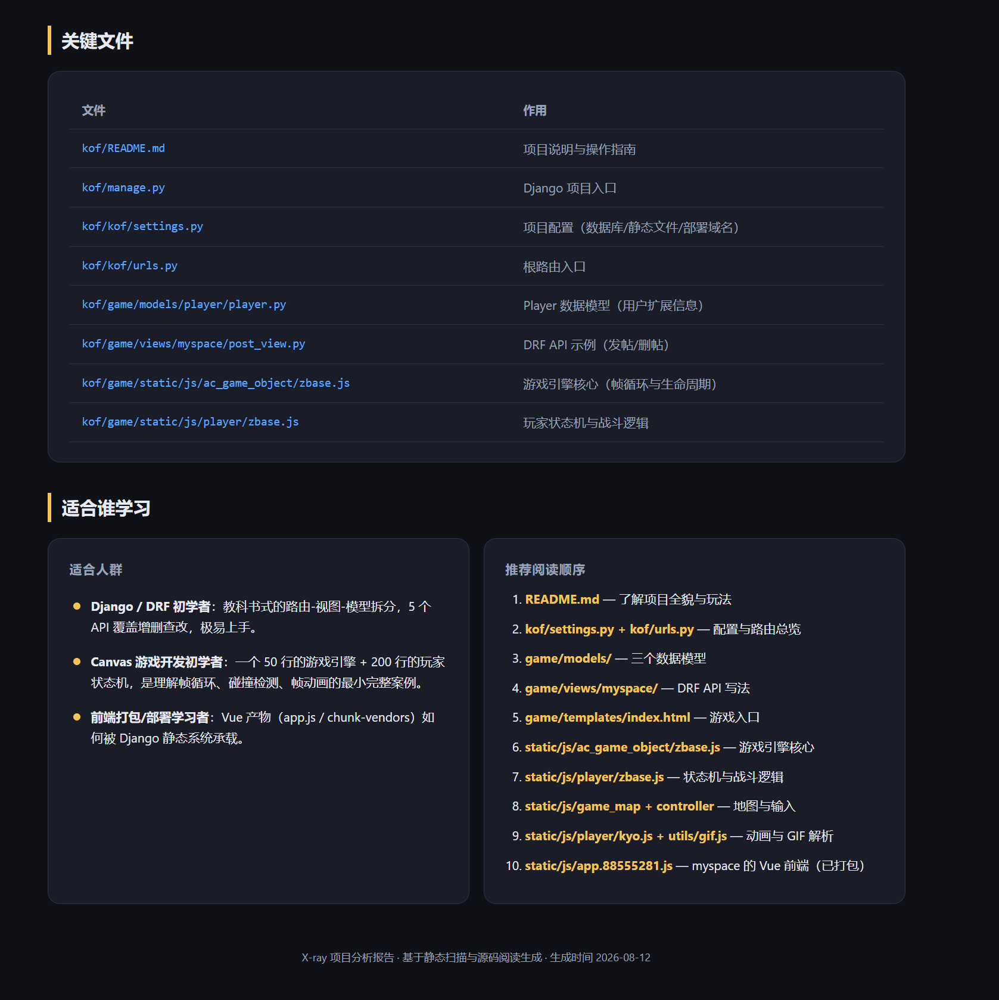 关键文件
文件 作用
kof/README.md 项目说明与操作指南
kof/manage.py Django 项目入口
kof/kof/settings.py 项目配置（数据库/静态文件/部署域名）
kof/kof/urls.py 根路由入口
kof/game/models/player/player.py Player 数据模型（用户扩展信息）
kof/game/views/myspace/post_view.py DRF API 示例（发帖/删帖）
kof/game/static/js/ac_game_object/zbase.js 游戏引擎核心（帧循环与生命周期）
kof/game/static/js/player/zbase.js 玩家状态机与战斗逻辑
适合谁学习
适合人群
Django / DRF 初学者：教科书式的路由-视图-模型拆分，5 个
API 覆盖增删查改，极易上手。
Canvas 游戏开发初学者：一个 50 行的游戏引擎 + 200 行的玩家
状态机，是理解帧循环、碰撞检测、帧动画的最小完整案例。
前端打包/部署学习者：Vue 产物（app.js / chunk-vendors）如
何被 Django 静态系统承载。
推荐阅读顺序
1. README.md — 了解项目全貌与玩法
2. kof/settings.py + kof/urls.py — 配置与路由总览
3. game/models/ — 三个数据模型
4. game/views/myspace/ — DRF API 写法
5. game/templates/index.html — 游戏入口
6. static/js/ac_game_object/zbase.js — 游戏引擎核心
7. static/js/player/zbase.js — 状态机与战斗逻辑
8. static/js/game_map + controller — 地图与输入
9. static/js/player/kyo.js + utils/gif.js — 动画与 GIF 解析
10. static/js/app.88555281.js — myspace 的 Vue 前端（已打包）
X-ray 项目分析报告 · 基于静态扫描与源码阅读生成 · 生成时间 2026-08-12